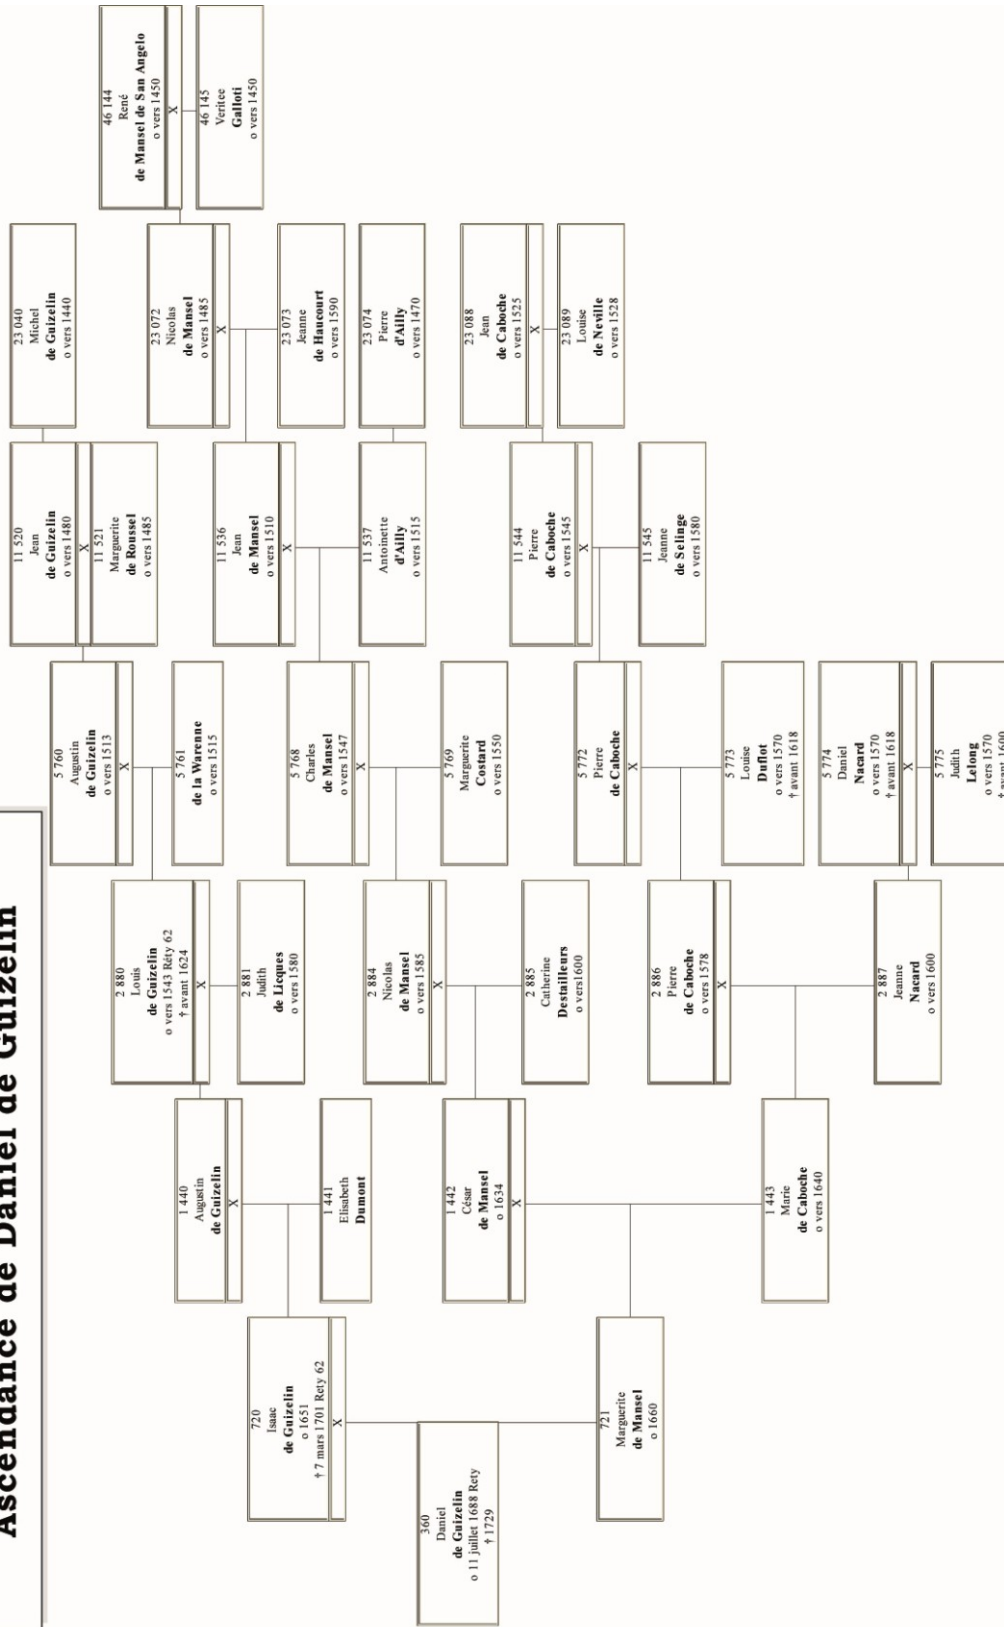 Ascendance de Daniel de Guizelin
360
Daniel
de Guizelin
o 11 juillet 1688 Rety
† 1729
720
Isaac
de Guizelin
o 1651
† 7 mars 1701 Rety 62
X
721
Marguerite
de Mansel
o 1660
1 440
Augustin
de Guizelin
X
1 441
Elisabeth
Dumont
1 442
César
de Mansel
o 1634
X
1 443
Marie
de Caboche
o vers 1640
2 880
Louis
de Guizelin
o vers 1543 Réty 62
† avant 1624
X
2 881
Judith
de Licques
o vers 1580
2 884
Nicolas
de Mansel
o vers 1585
X
2 885
Catherine
Destailleurs
o vers1600
2 886
Pierre
de Caboche
o vers 1578
X
2 887
Jeanne
Nacard
o vers 1600
5 760
Augustin
de Guizelin
o vers 1513
X
5 761
de la Warenne
o vers 1515
5 768
Charles
de Mansel
o vers 1547
X
5 769
Marguerite
Costard
o vers 1550
5 772
Pierre
de Caboche
X
5 773
Louise
Duflot
o vers 1570
† avant 1618
5 774
Daniel
Nacard
o vers 1570
† avant 1618
X
5 775
Judith
Lelong
o vers 1570
† avant 1600
11 520
Jean
de Guizelin
o vers 1480
X
11 521
Marguerite
de Roussel
o vers 1485
11 536
Jean
de Mansel
o vers 1510
X
11 537
Antoinette
d'Ailly
o vers 1515
11 544
Pierre
de Caboche
o vers 1545
X
11 545
Jeanne
de Selinge
o vers 1580
23 040
Michel
de Guizelin
o vers 1440
23 072
Nicolas
de Mansel
o vers 1485
X
23 073
Jeanne
de Haucourt
o vers 1590
23 074
Pierre
d'Ailly
o vers 1470
23 088
Jean
de Caboche
o vers 1525
X
23 089
Louise
de Neville
o vers 1528
46 144
René
de Mansel de San Angelo
o vers 1450
X
46 145
Veritee
Galloti
o vers 1450